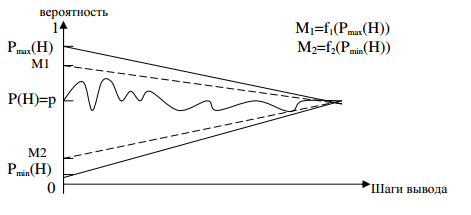 вероятность
1
Pmax(H)
M1
P(H)=p
M2
Pmin(H)
0
M1=f1(Pmax(H))
M2=f2(Pmin(H))
Шаги вывода